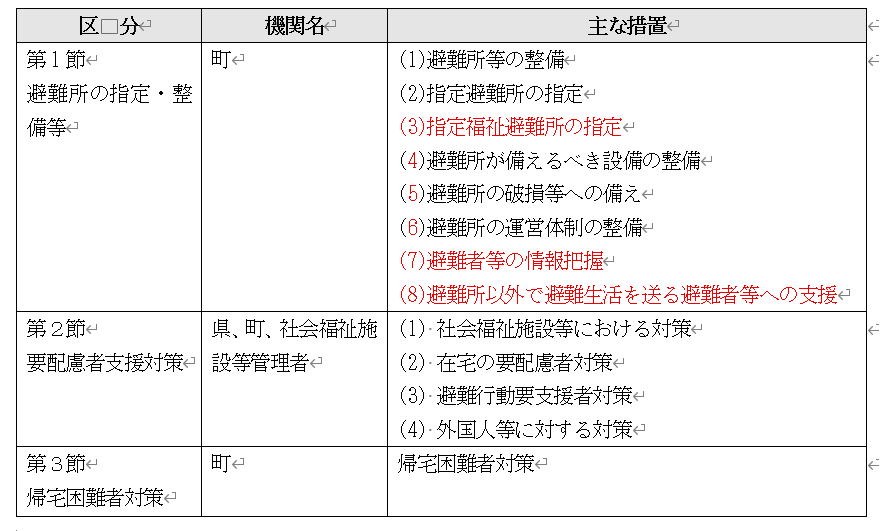 区□分 機関名 主な措置
第１節 町 (1)避難所等の整備
避難所の指定・整 (2)指定避難所の指定
備等 (3)指定福祉避難所の指定
(4)避難所が備えるべき設備の整備
(5)避難所の破損等への備え
(6)避難所の運営体制の整備
(7)避難者等の情報把握
(8)避難所以外で避難生活を送る避難者等への支援
第２節 県、町、社会福祉施 (1) 社会福祉施設等における対策
要配慮者支援対策 設等管理者 (2) 在宅の要配慮者対策
(3) 避難行動要支援者対策
(4) 外国人等に対する対策
第３節 町 帰宅困難者対策
帰宅困難者対策